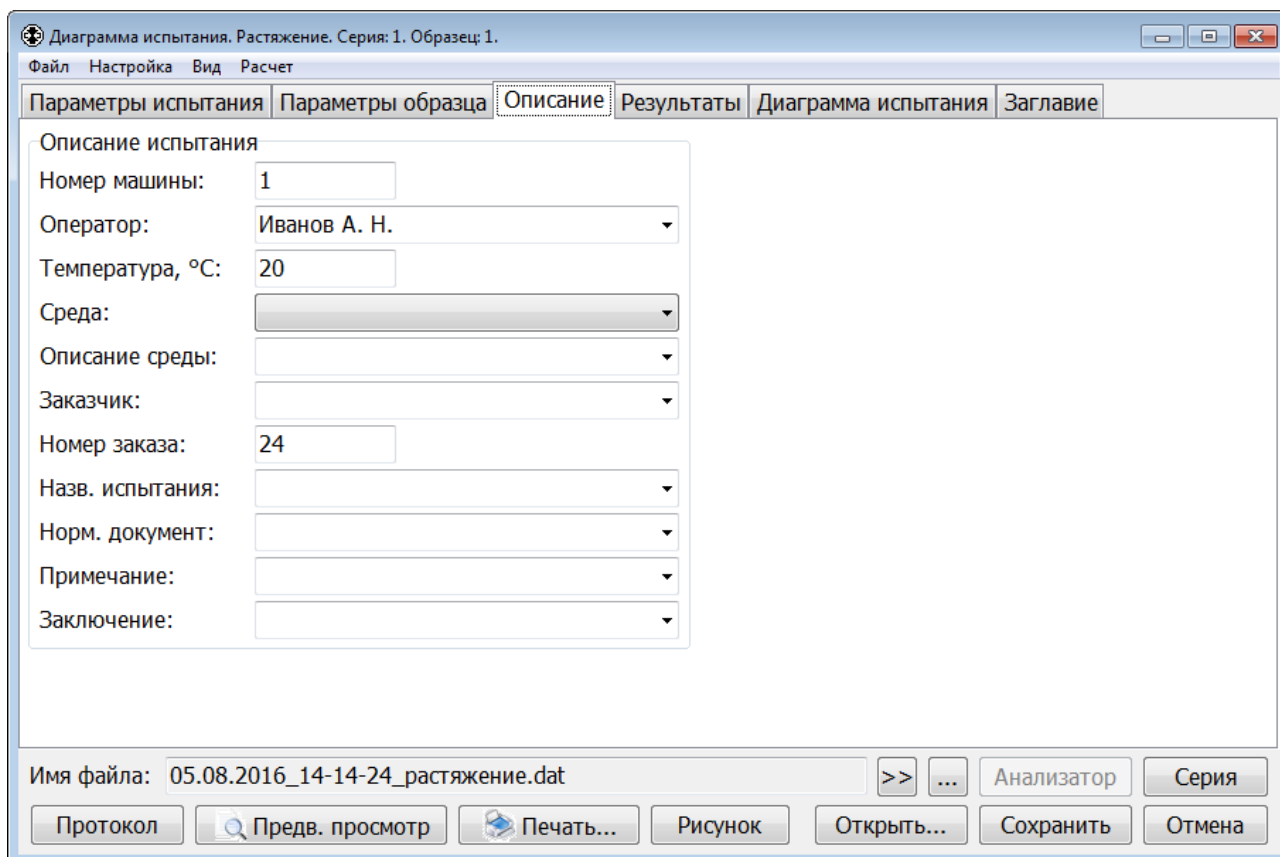 Диаграмма испытания. Растяжение. Серия: 1. Образец: 1.
Файл Настройка Вид Расчет
Параметры испытания Параметры образца Описание Результаты Диаграмма испытания Заглавие
Описание испытания
Номер машины: 1
Оператор: Иванов А. Н.
Температура, °C: 20
Среда:
Описание среды:
Заказчик:
Номер заказа: 24
Назв. испытания:
Норм. документ:
Примечание:
Заключение:
Имя файла: 05.08.2016_14-14-24_растяжение.dat >> ... Анализатор Серия
Протокол Предв. просмотр Печать... Рисунок Открыть... Сохранить Отмена